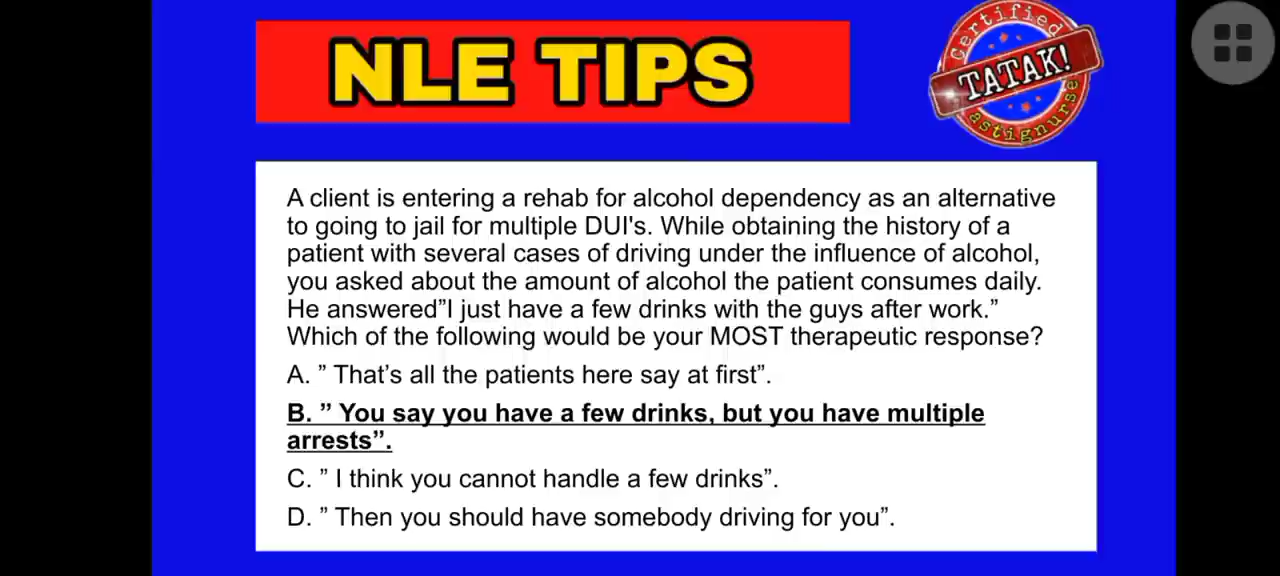 NLE TIPS
Certified
TATAK!
astignurse
A client is entering a rehab for alcohol dependency as an alternative
to going to jail for multiple DUI's. While obtaining the history of a
patient with several cases of driving under the influence of alcohol,
you asked about the amount of alcohol the patient consumes daily.
He answered”I just have a few drinks with the guys after work.”
Which of the following would be your MOST therapeutic response?
A. ” That’s all the patients here say at first”.
B. ” You say you have a few drinks, but you have multiple
arrests”.
C. ” I think you cannot handle a few drinks”.
D. ” Then you should have somebody driving for you”.